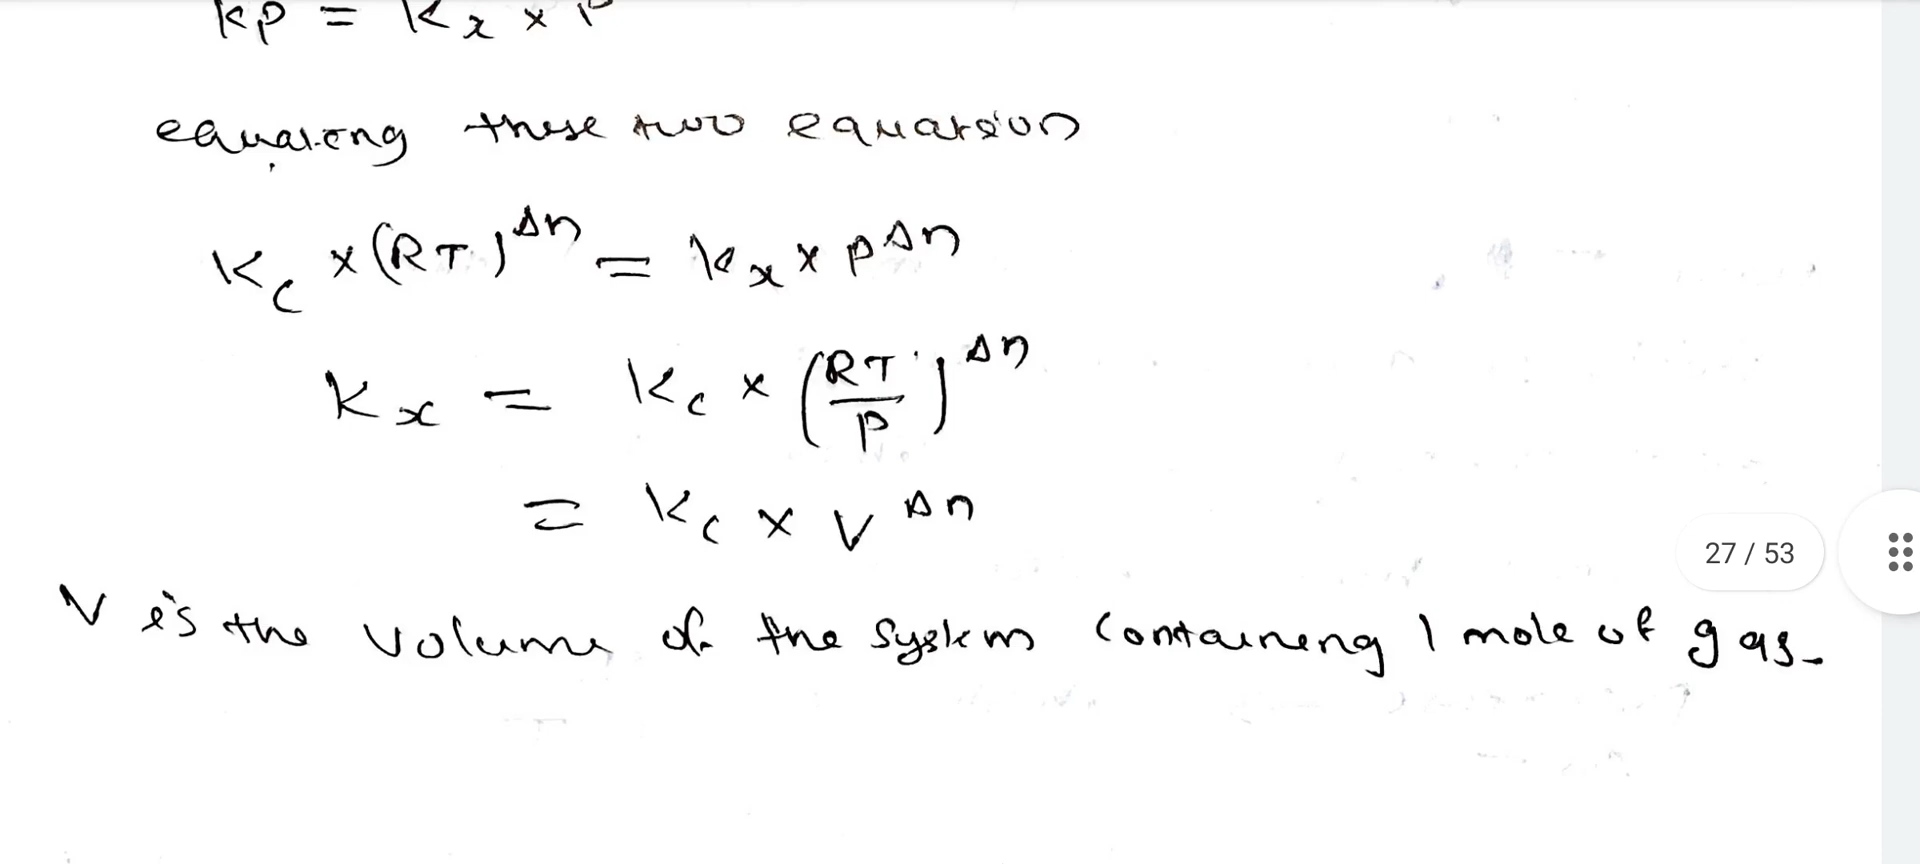 Kp = Kx × P
equating these two equation
Kc × (RT)^Δn = Kx × P^Δn
Kx = Kc × (RT/P)^Δn
= Kc × V^Δn
27 / 53
V is the volume of the system containing 1 mole of gas.